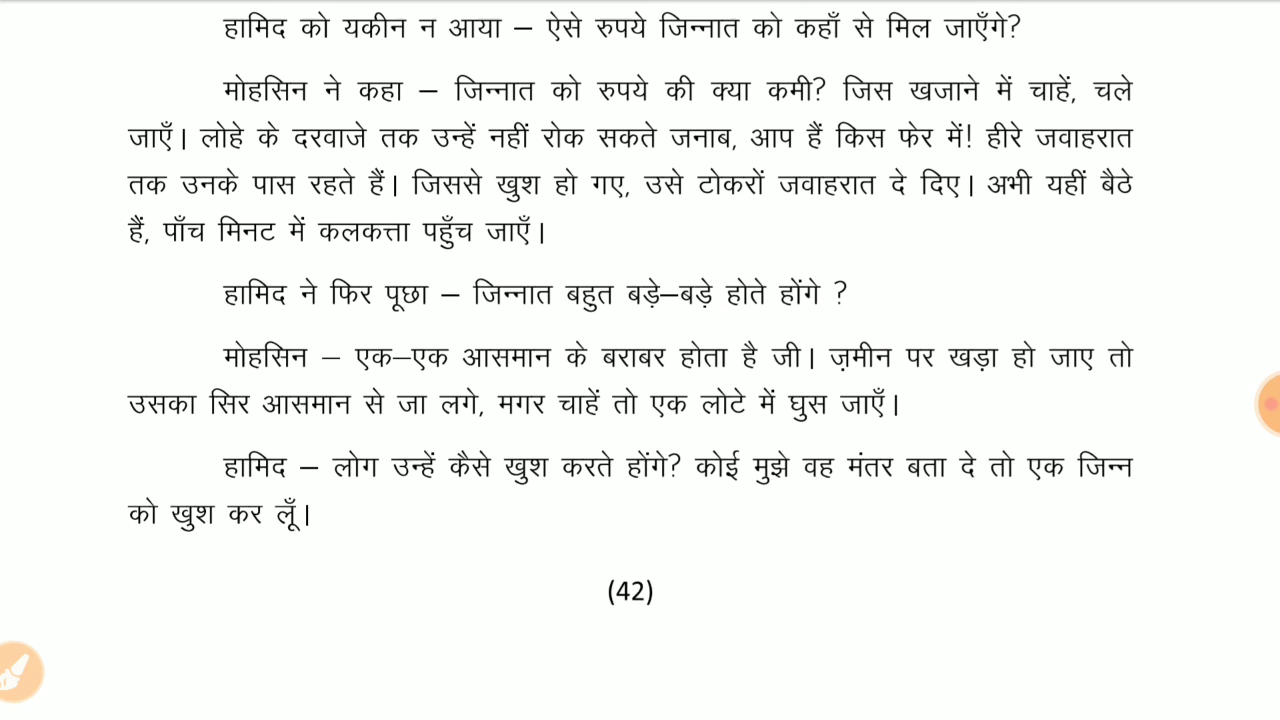 हामिद को यकीन न आया – ऐसे रुपये जिन्नात को कहाँ से मिल जाएँगे?
मोहसिन ने कहा – जिन्नात को रुपये की क्या कमी? जिस खजाने में चाहें, चले
जाएँ। लोहे के दरवाजे तक उन्हें नहीं रोक सकते जनाब, आप हैं किस फेर में! हीरे जवाहरात
तक उनके पास रहते हैं। जिससे खुश हो गए, उसे टोकरों जवाहरात दे दिए। अभी यहीं बैठे
हैं, पाँच मिनट में कलकत्ता पहुँच जाएँ।
हामिद ने फिर पूछा – जिन्नात बहुत बड़े–बड़े होते होंगे ?
मोहसिन – एक–एक आसमान के बराबर होता है जी। ज़मीन पर खड़ा हो जाए तो
उसका सिर आसमान से जा लगे, मगर चाहें तो एक लोटे में घुस जाएँ।
हामिद – लोग उन्हें कैसे खुश करते होंगे? कोई मुझे वह मंतर बता दे तो एक जिन्न
को खुश कर लूँ।
(42)